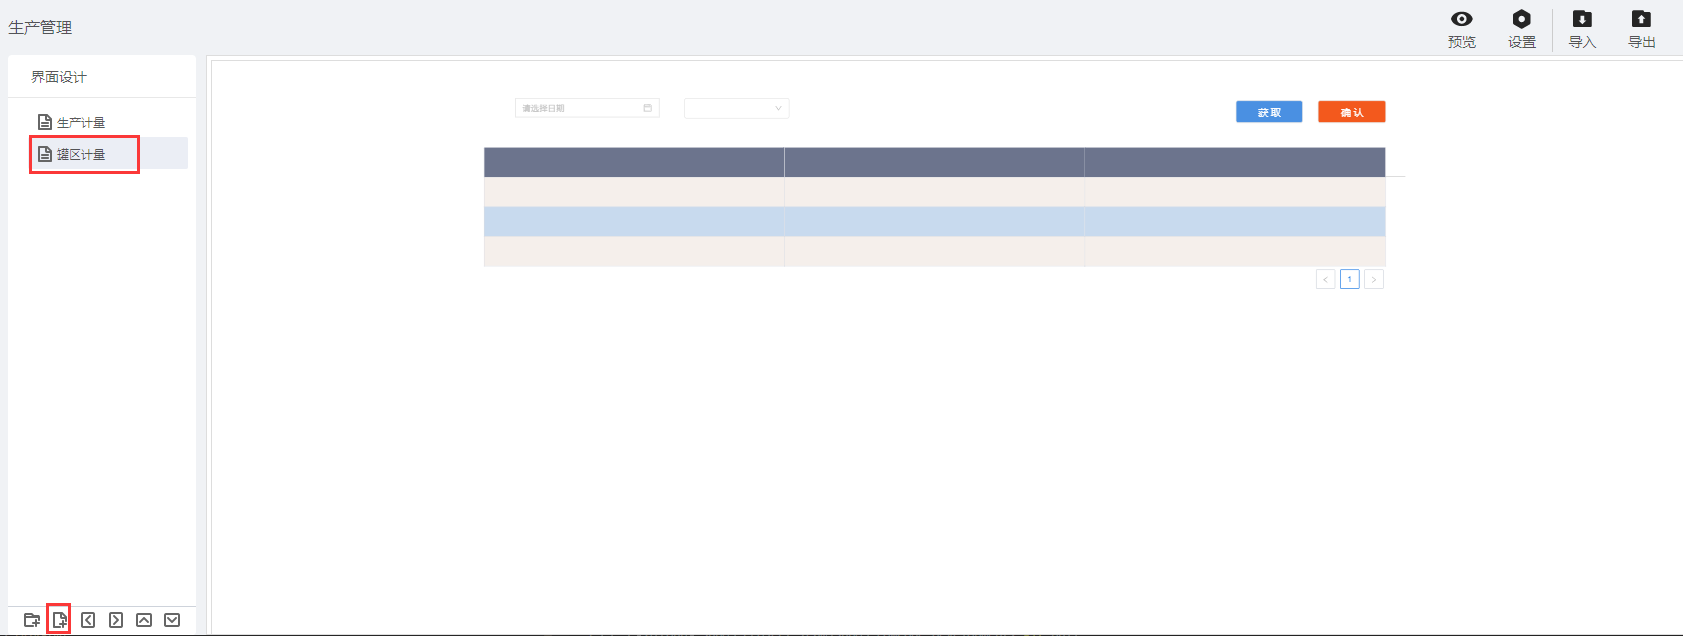 生产管理
预览 设置 导入 导出
界面设计
生产计量
罐区计量
请选择日期
获取 确认
1